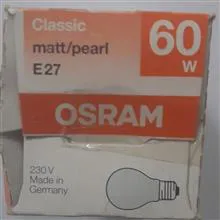 Classic
matt/pearl
E27
60
W
OSRAM
230 V
Made in
Germany